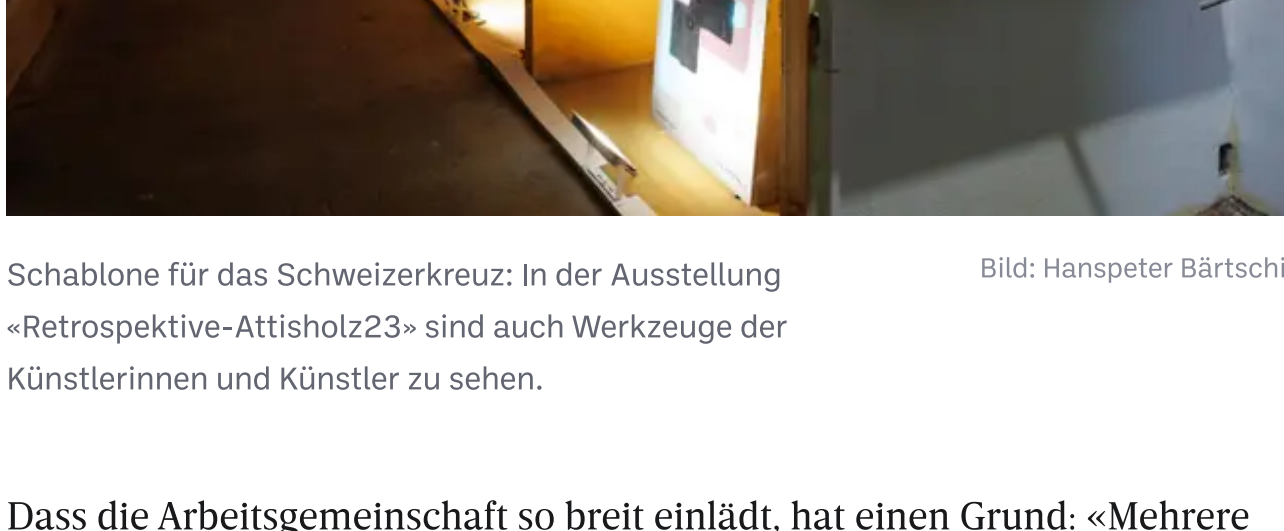 Schablone für das Schweizerkreuz: In der Ausstellung
«Retrospektive-Attisholz23» sind auch Werkzeuge der
Künstlerinnen und Künstler zu sehen.
Bild: Hanspeter Bärtschi
Dass die Arbeitsgemeinschaft so breit einlädt, hat einen Grund: «Mehrere